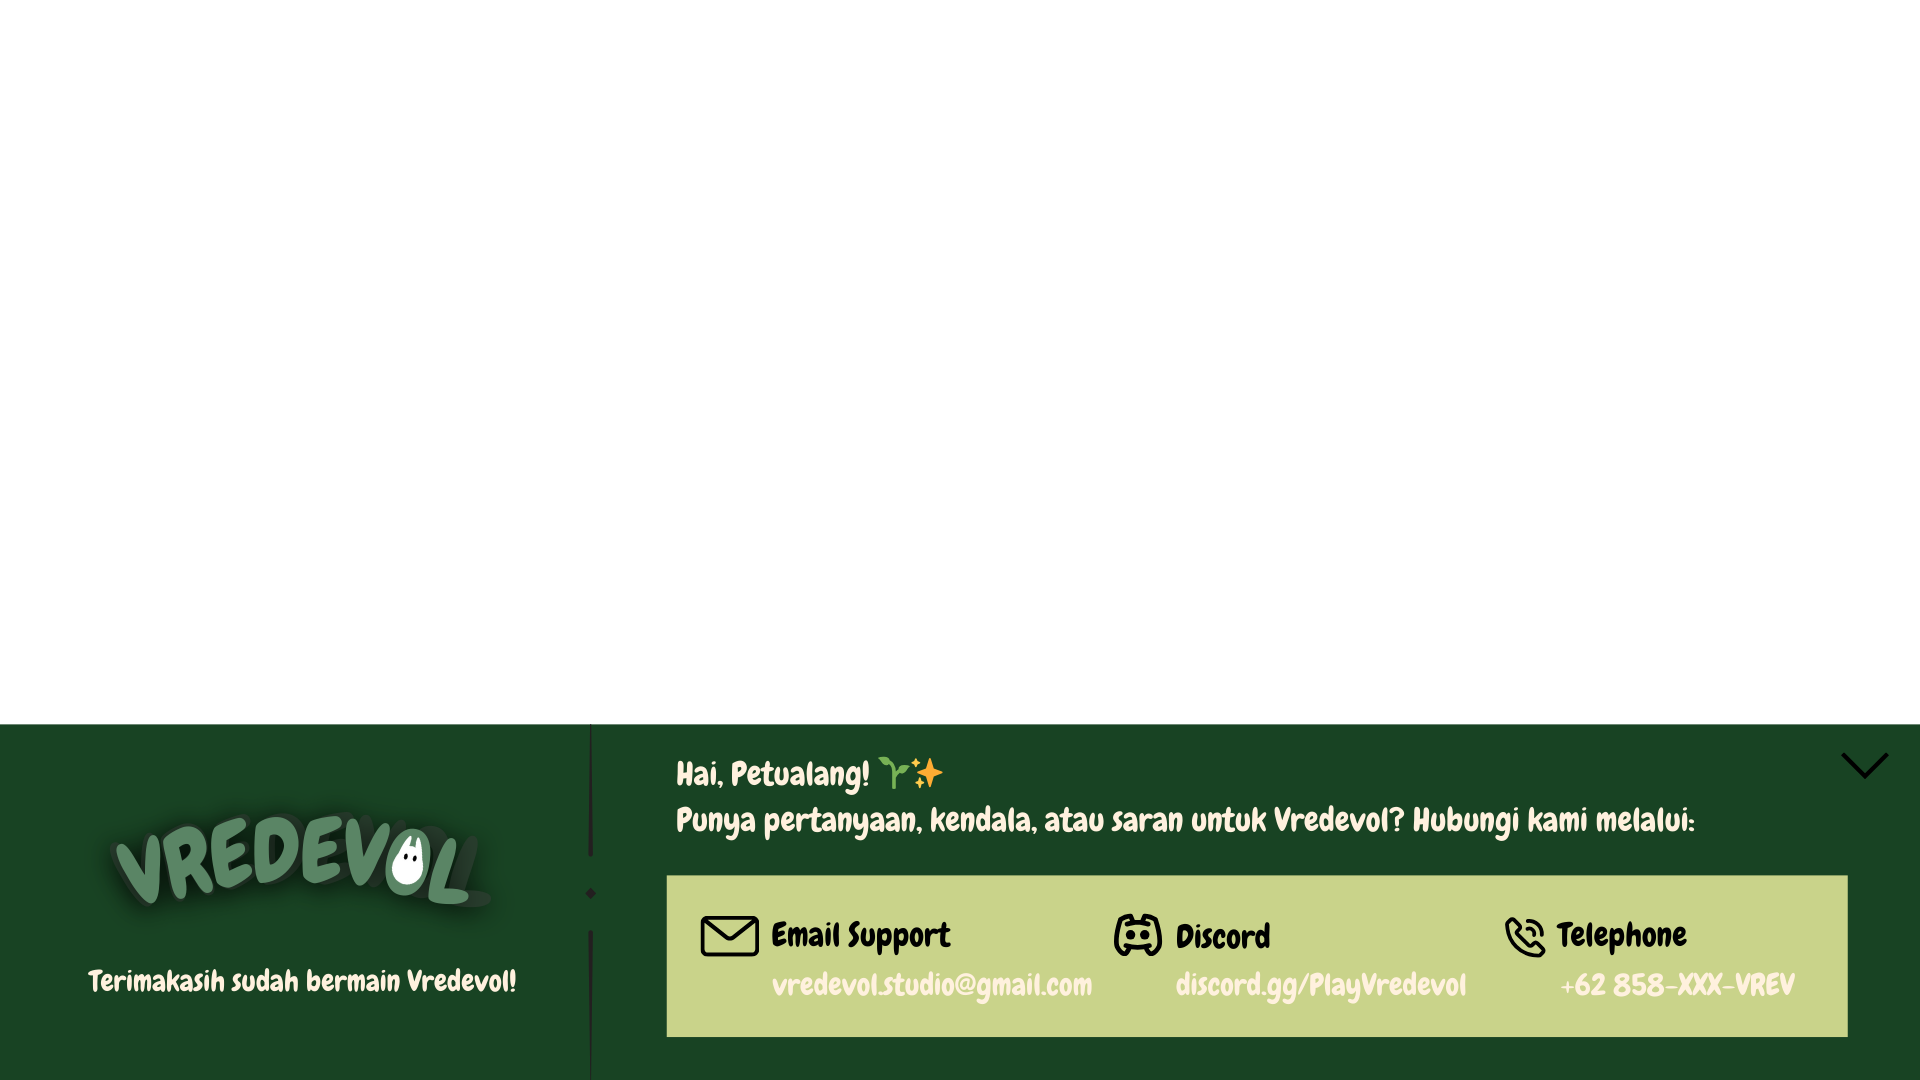 VREDEVOL
Terimakasih sudah bermain Vredevol!
Hai, Petualang! 🌱✨
Punya pertanyaan, kendala, atau saran untuk Vredevol? Hubungi kami melalui:
Email Support
vredevol.studio@gmail.com
Discord
discord.gg/PlayVredevol
Telephone
+62 858-XXX-VREV